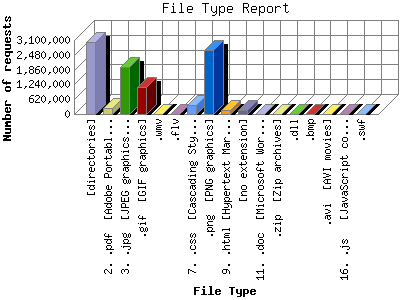 File Type Report
Number of requests
3,100,000
2,480,000
1,860,000
1,240,000
620,000
0
[directories]
2. .pdf [Adobe Portabl...
3. .jpg [JPEG graphics...
.gif [GIF graphics]
.wmv
.flv
7. .css [Cascading Sty...
.png [PNG graphics]
9. .html [Hypertext Mar...
[no extension]
11. .doc [Microsoft Wor...
.zip [Zip archives]
.dll
.bmp
.avi [AVI movies]
16. .js [JavaScript co...
.swf
File Type